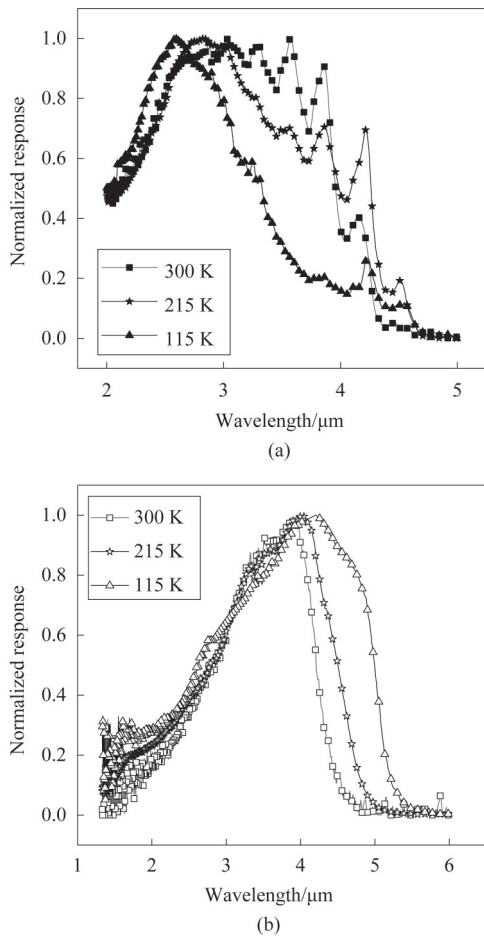 1.0
0.8
0.6
0.4
0.2
0.0
Normalized response
300 K
215 K
115 K
2 3 4 5
Wavelength/μm
(a)
1.0
0.8
0.6
0.4
0.2
0.0
Normalized response
300 K
215 K
115 K
1 2 3 4 5 6
Wavelength/μm
(b)